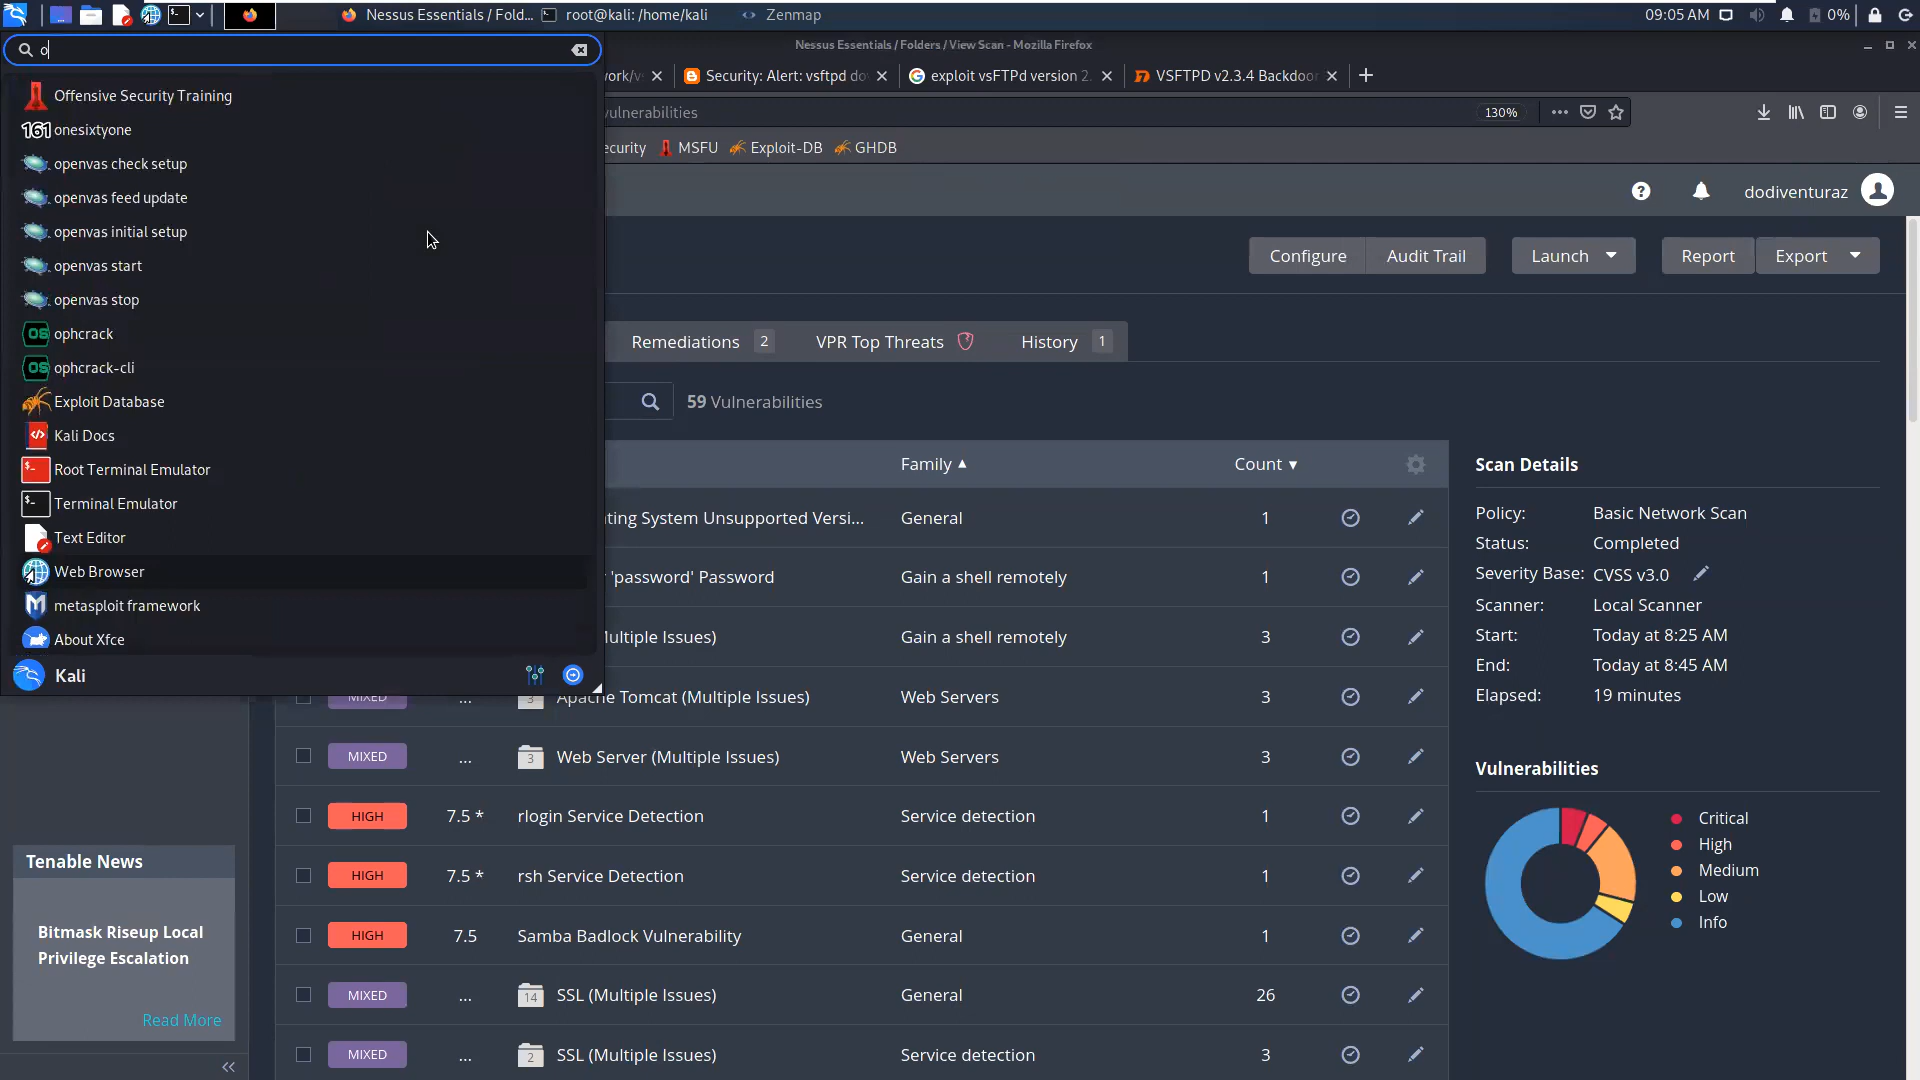 Nessus Essentials / Fold...
root@kali: /home/kali
Zenmap
09:05 AM
0%
o
Nessus Essentials / Folders / View Scan - Mozilla Firefox
Security: Alert: vsftpd do
exploit vsFTPd version 2.
VSFTPD v2.3.4 Backdoor
vulnerabilities
130%
ecurity
MSFU
Exploit-DB
GHDB
dodiventuraz
Offensive Security Training
161 onesixtyone
openvas check setup
openvas feed update
openvas initial setup
openvas start
openvas stop
OS ophcrack
OS ophcrack-cli
Exploit Database
Kali Docs
$_ Root Terminal Emulator
$_ Terminal Emulator
Text Editor
Web Browser
metasploit framework
About Xfce
Kali
Configure
Audit Trail
Launch
Report
Export
Remediations 2
VPR Top Threats
History 1
59 Vulnerabilities
Family
Count
ting System Unsupported Versi... General 1
'password' Password Gain a shell remotely 1
ultiple Issues) Gain a shell remotely 3
MIXED ... 3 Apache Tomcat (Multiple Issues) Web Servers 3
MIXED ... 3 Web Server (Multiple Issues) Web Servers 3
HIGH 7.5 * rlogin Service Detection Service detection 1
HIGH 7.5 * rsh Service Detection Service detection 1
HIGH 7.5 Samba Badlock Vulnerability General 1
MIXED ... 14 SSL (Multiple Issues) General 26
MIXED ... 2 SSL (Multiple Issues) Service detection 3
Scan Details
Policy: Basic Network Scan
Status: Completed
Severity Base: CVSS v3.0
Scanner: Local Scanner
Start: Today at 8:25 AM
End: Today at 8:45 AM
Elapsed: 19 minutes
Vulnerabilities
Critical
High
Medium
Low
Info
Tenable News
Bitmask Riseup Local
Privilege Escalation
Read More